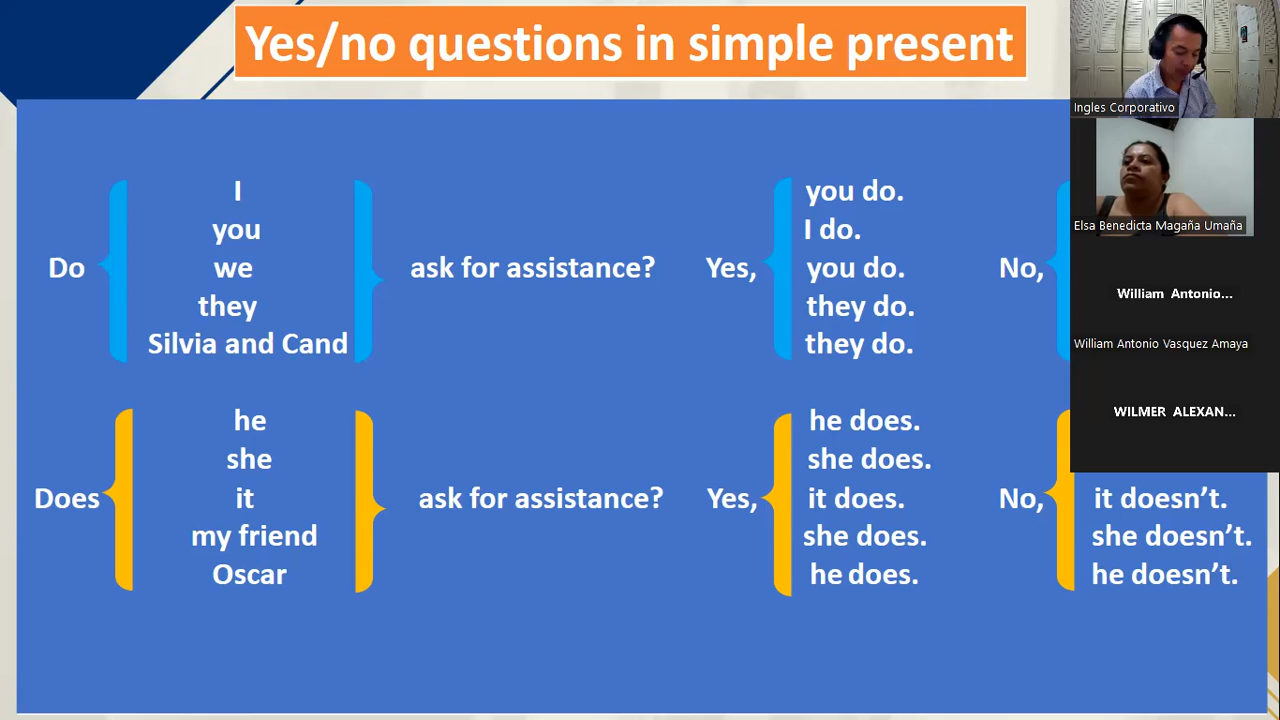 Yes/no questions in simple present
Do
I
you
we
they
Silvia and Cand
ask for assistance?
Yes,
you do.
I do.
you do.
they do.
they do.
No,
Does
he
she
it
my friend
Oscar
ask for assistance?
Yes,
he does.
she does.
it does.
she does.
he does.
No,
it doesn’t.
she doesn’t.
he doesn’t.
Ingles Corporativo
Elsa Benedicta Magaña Umaña
William Antonio...
William Antonio Vasquez Amaya
WILMER ALEXAN...